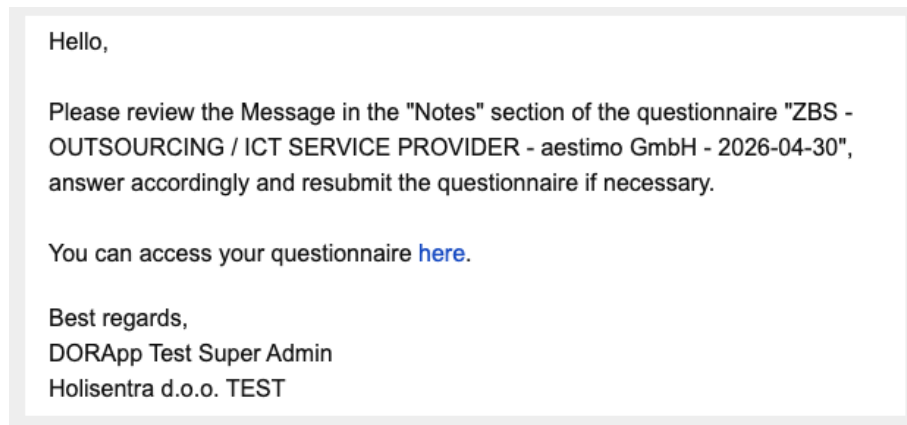 Hello,
Please review the Message in the "Notes" section of the questionnaire "ZBS -
OUTSOURCING / ICT SERVICE PROVIDER - aestimo GmbH - 2026-04-30",
answer accordingly and resubmit the questionnaire if necessary.
You can access your questionnaire here.
Best regards,
DORApp Test Super Admin
Holisentra d.o.o. TEST